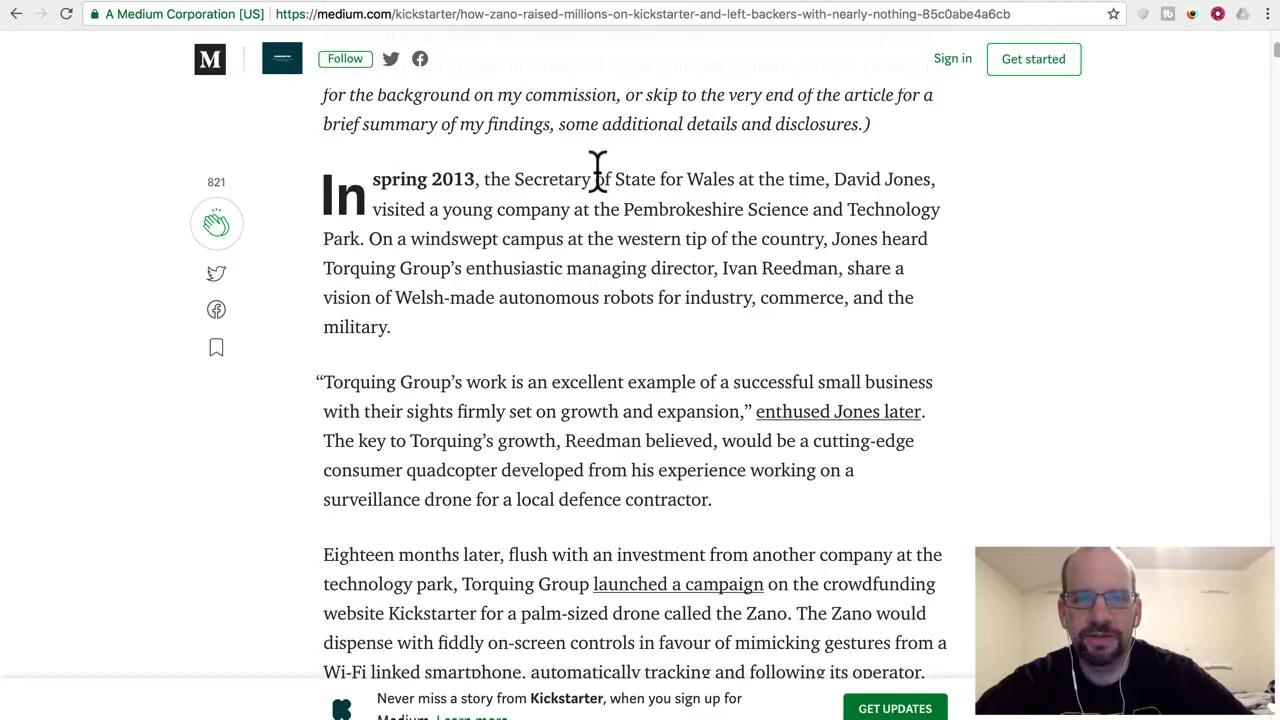 A Medium Corporation [US]
https://medium.com/kickstarter/how-zano-raised-millions-on-kickstarter-and-left-backers-with-nearly-nothing-85c0abe4a6cb
M
Follow
Sign in
Get started
for the background on my commission, or skip to the very end of the article for a
brief summary of my findings, some additional details and disclosures.)
821
In spring 2013, the Secretary of State for Wales at the time, David Jones,
visited a young company at the Pembrokeshire Science and Technology
Park. On a windswept campus at the western tip of the country, Jones heard
Torquing Group’s enthusiastic managing director, Ivan Reedman, share a
vision of Welsh-made autonomous robots for industry, commerce, and the
military.
“Torquing Group’s work is an excellent example of a successful small business
with their sights firmly set on growth and expansion,” enthused Jones later.
The key to Torquing’s growth, Reedman believed, would be a cutting-edge
consumer quadcopter developed from his experience working on a
surveillance drone for a local defence contractor.
Eighteen months later, flush with an investment from another company at the
technology park, Torquing Group launched a campaign on the crowdfunding
website Kickstarter for a palm-sized drone called the Zano. The Zano would
dispense with fiddly on-screen controls in favour of mimicking gestures from a
Wi-Fi linked smartphone, automatically tracking and following its operator,
Never miss a story from Kickstarter, when you sign up for
Medium. Learn more
GET UPDATES